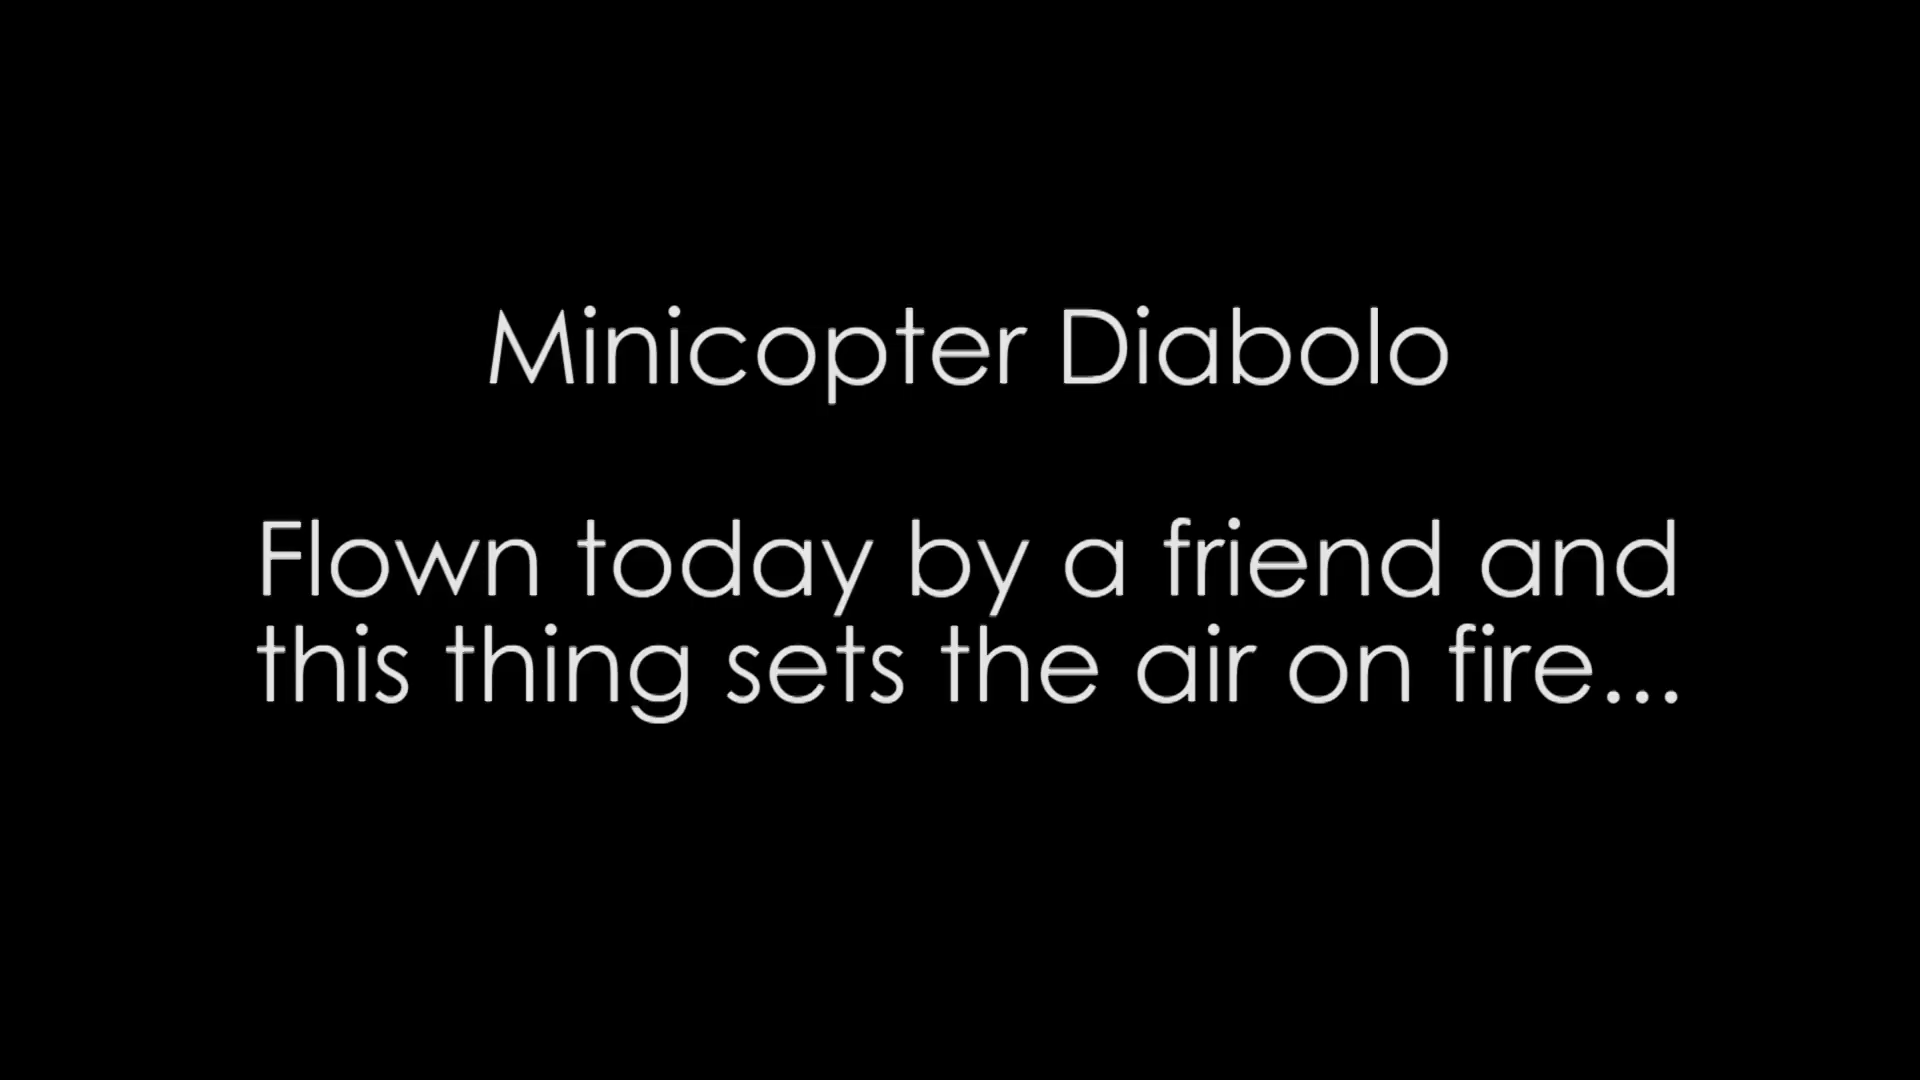 Minicopter Diabolo
Flown today by a friend and
this thing sets the air on fire...